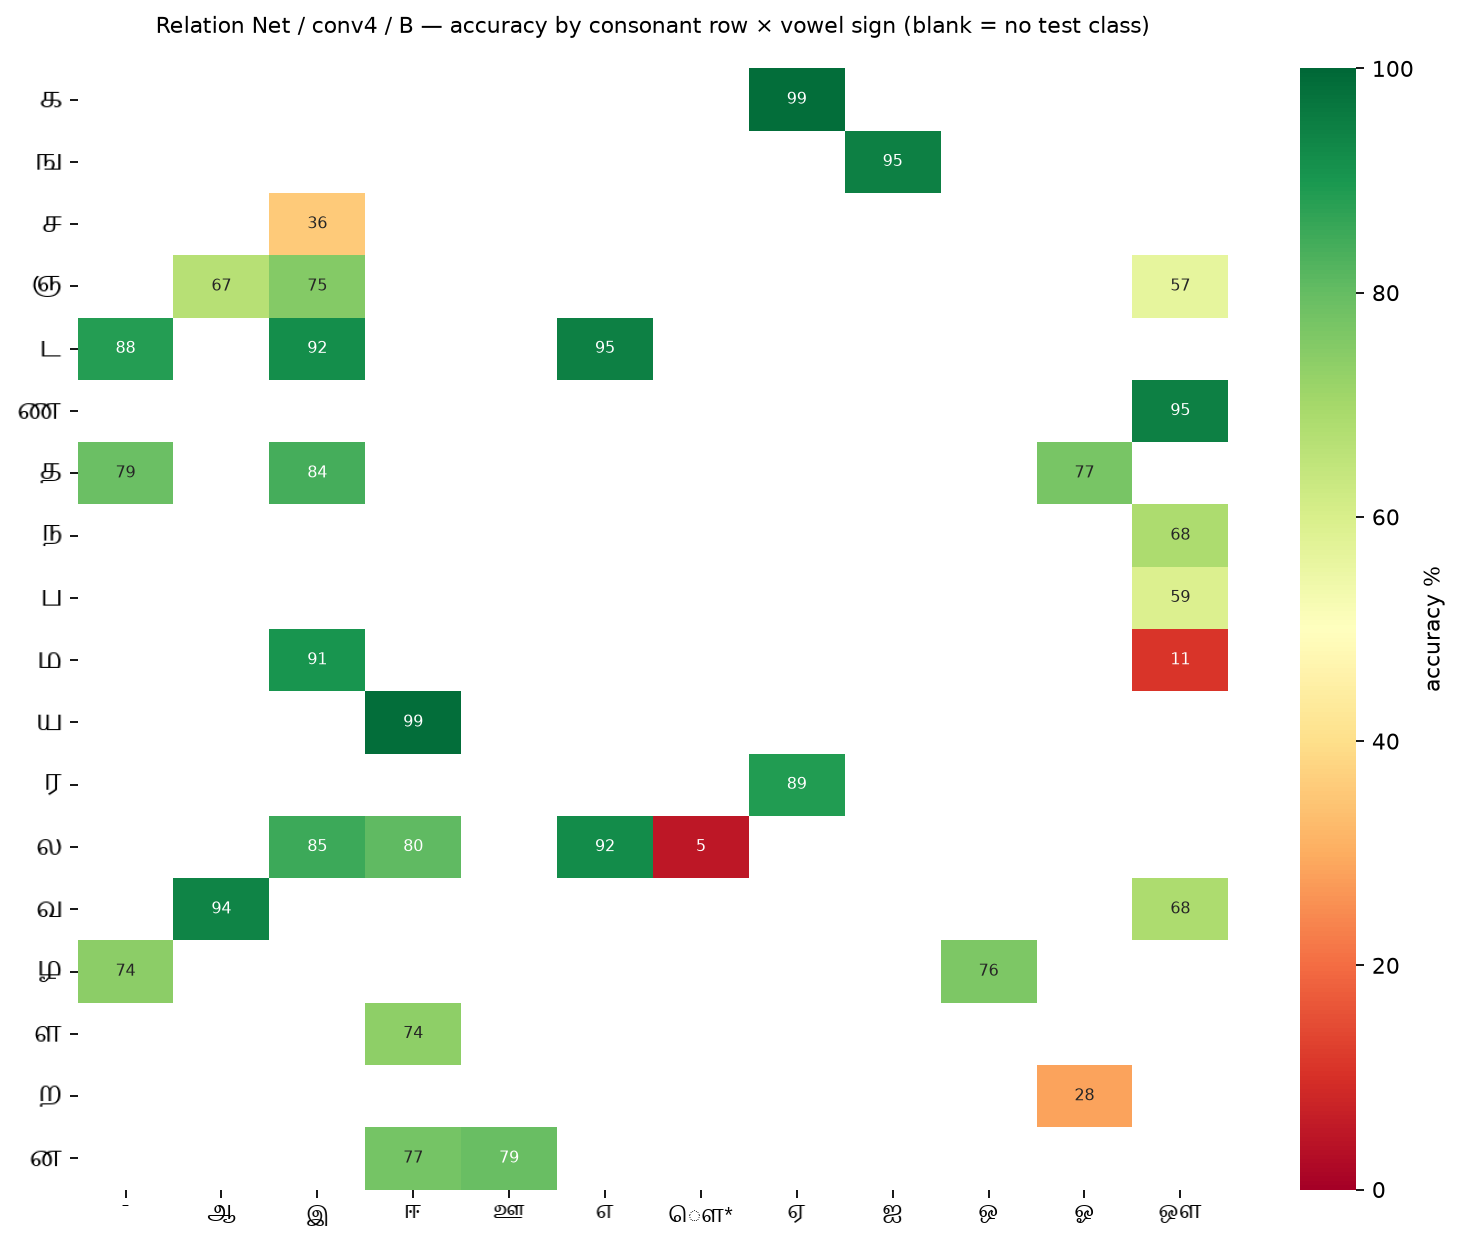 Relation Net / conv4 / B — accuracy by consonant row × vowel sign (blank = no test class)
க 99
ங 95
ச 36
ஞ 67 75 57
ட 88 92 95
ண 95
த 79 84 77
ந 68
ப 59
ம 91 11
ய 99
ர 89
ல 85 80 92 5
வ 94 68
ழ 74 76
ள 74
ற 28
ன 77 79
- ஆ இ ஈ ஊ எ ௌ* ஏ ஐ ஒ ஓ ஔ
100
80
60
40
20
0
accuracy %